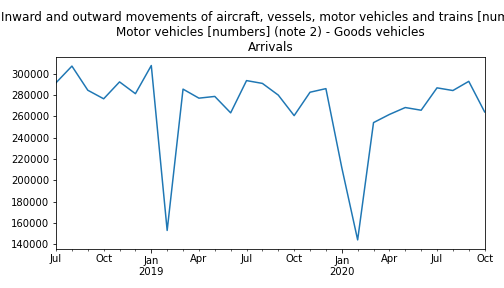 Inward and outward movements of aircraft, vessels, motor vehicles and trains [num
Motor vehicles [numbers] (note 2) - Goods vehicles
Arrivals
300000
280000
260000
240000
220000
200000
180000
160000
140000
Jul Oct Jan Apr Jul Oct Jan Apr Jul Oct
2019 2020